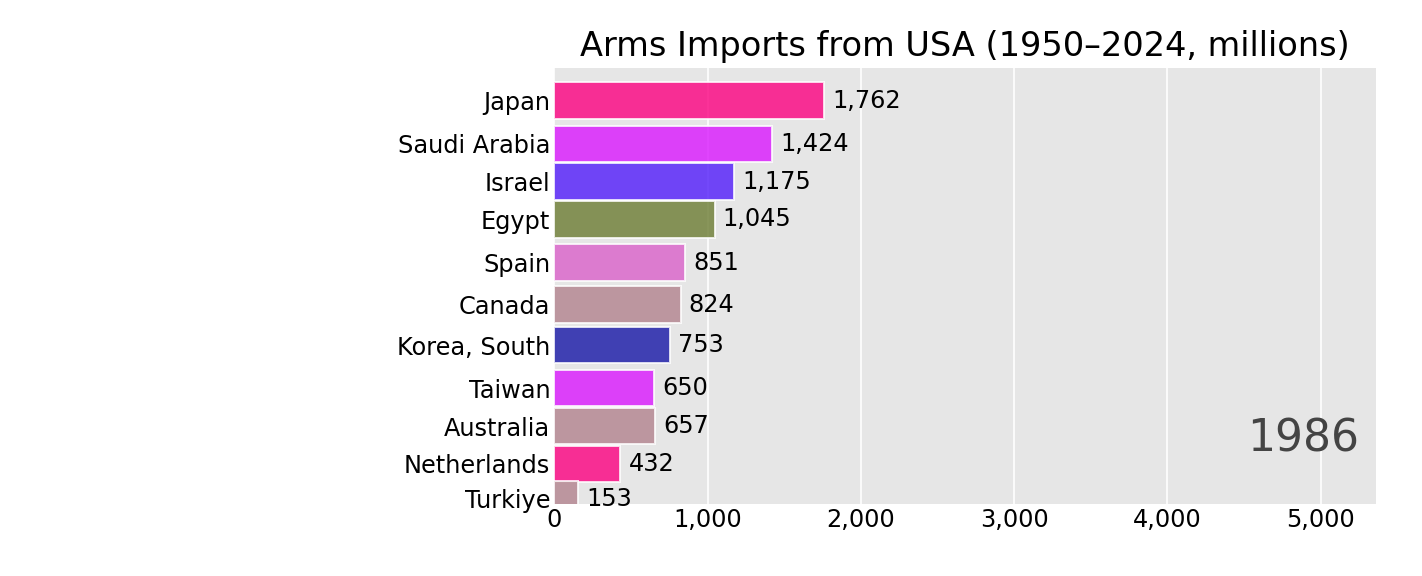 Arms Imports from USA (1950–2024, millions)
Japan 1,762
Saudi Arabia 1,424
Israel 1,175
Egypt 1,045
Spain 851
Canada 824
Korea, South 753
Taiwan 650
Australia 657
1986
Netherlands 432
Turkiye 153
0 1,000 2,000 3,000 4,000 5,000